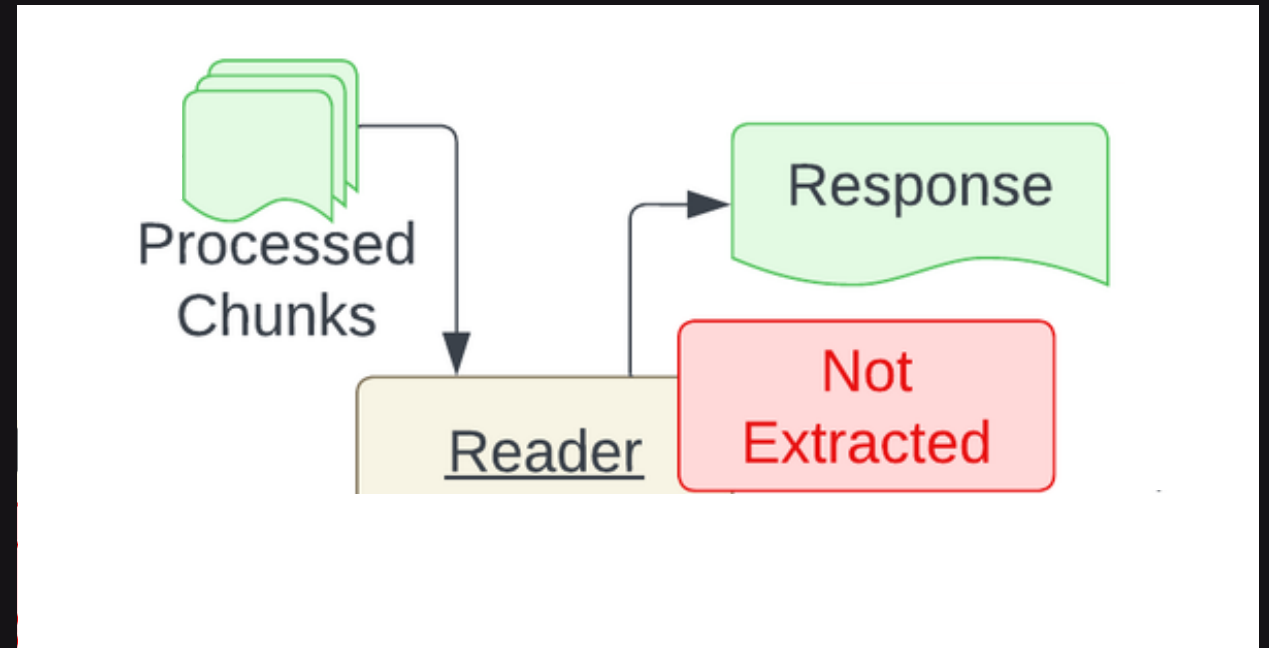 Processed
Chunks
Response
Not
Extracted
Reader